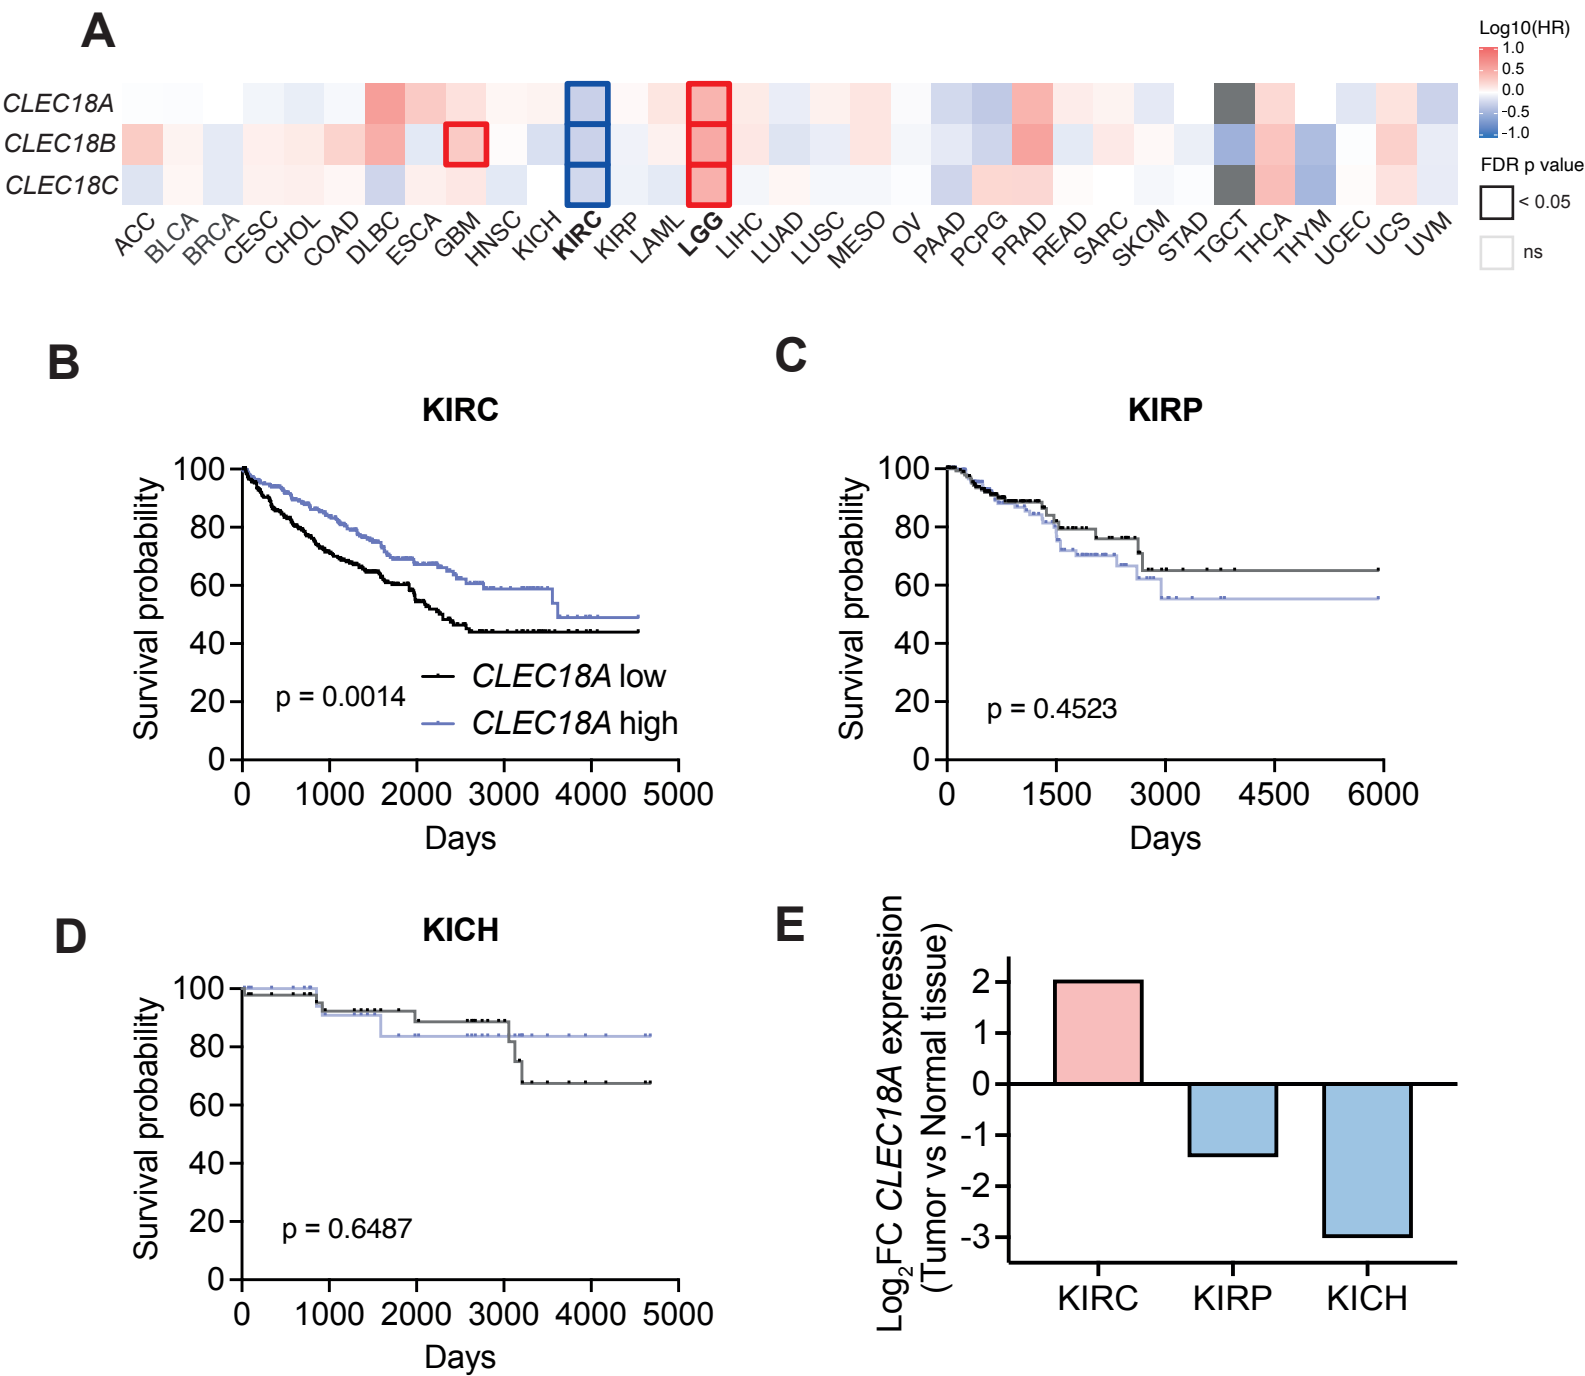 A
Log10(HR)
1.0
0.5
0.0
-0.5
-1.0
CLEC18A
CLEC18B
CLEC18C
FDR p value
< 0.05
ns
ACC BLCA BRCA CESC CHOL COAD DLBC ESCA GBM HNSC KICH KIRC KIRP LAML LGG LIHC LUAD LUSC MESO OV PAAD PCPG PRAD READ SARC SKCM STAD TGCT THCA THYM UCEC UCS UVM
B
KIRC
Survival probability
100
80
60
40
20
0
p = 0.0014
CLEC18A low
CLEC18A high
0 1000 2000 3000 4000 5000
Days
C
KIRP
Survival probability
100
80
60
40
20
0
p = 0.4523
0 1500 3000 4500 6000
Days
D
KICH
Survival probability
100
80
60
40
20
0
p = 0.6487
0 1000 2000 3000 4000 5000
Days
E
Log₂FC CLEC18A expression
(Tumor vs Normal tissue)
2
1
0
-1
-2
-3
KIRC KIRP KICH